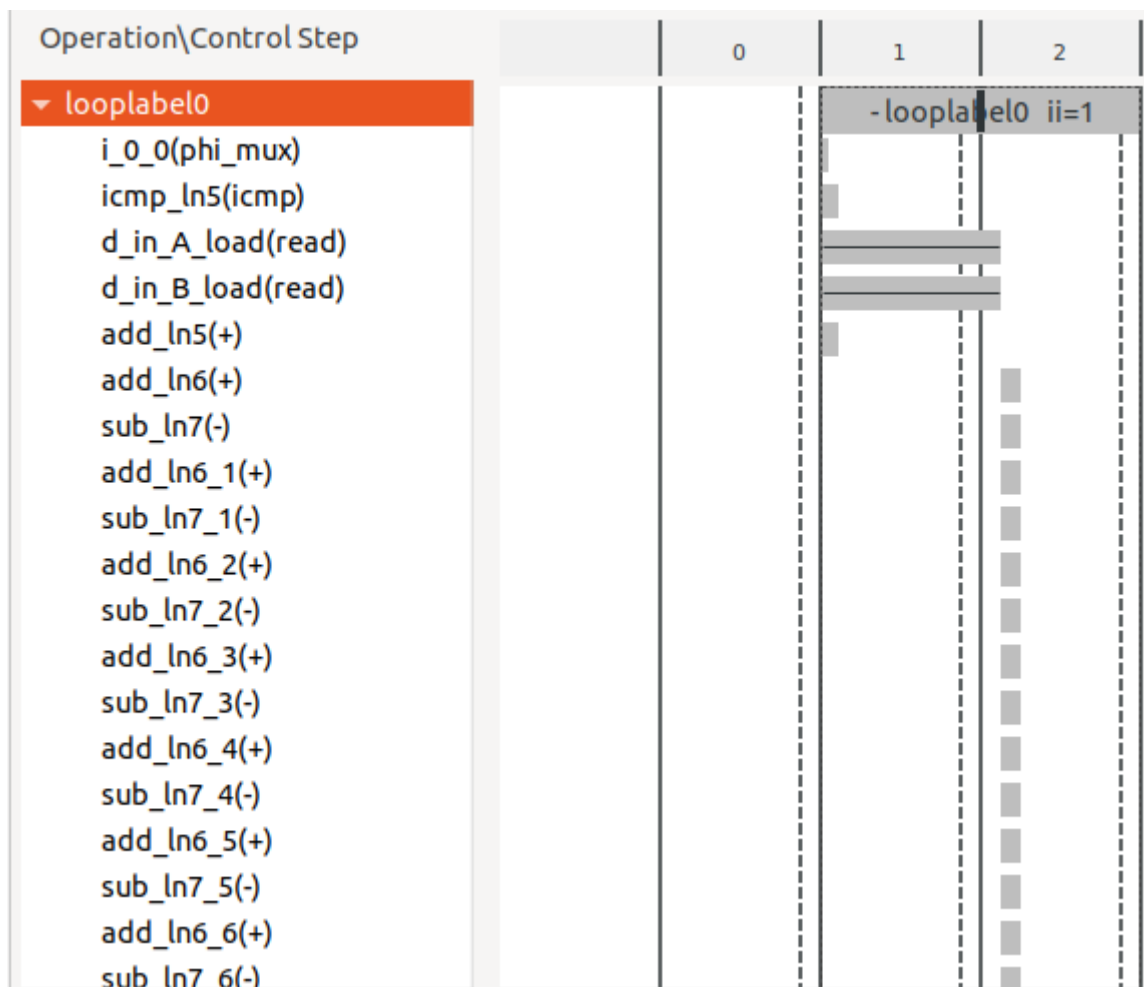 Operation\Control Step
0 1 2
looplabel0
-looplabel0 ii=1
i_0_0(phi_mux)
icmp_ln5(icmp)
d_in_A_load(read)
d_in_B_load(read)
add_ln5(+)
add_ln6(+)
sub_ln7(-)
add_ln6_1(+)
sub_ln7_1(-)
add_ln6_2(+)
sub_ln7_2(-)
add_ln6_3(+)
sub_ln7_3(-)
add_ln6_4(+)
sub_ln7_4(-)
add_ln6_5(+)
sub_ln7_5(-)
add_ln6_6(+)
sub_ln7_6(-)